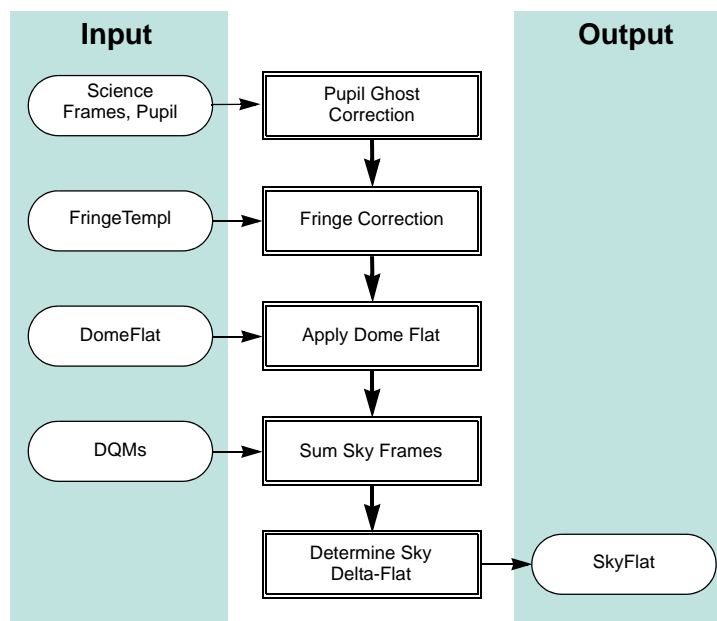 Input
Output
Science
Frames, Pupil
Pupil Ghost
Correction
FringeTempl
Fringe Correction
DomeFlat
Apply Dome Flat
DQMs
Sum Sky Frames
Determine Sky
Delta-Flat
SkyFlat